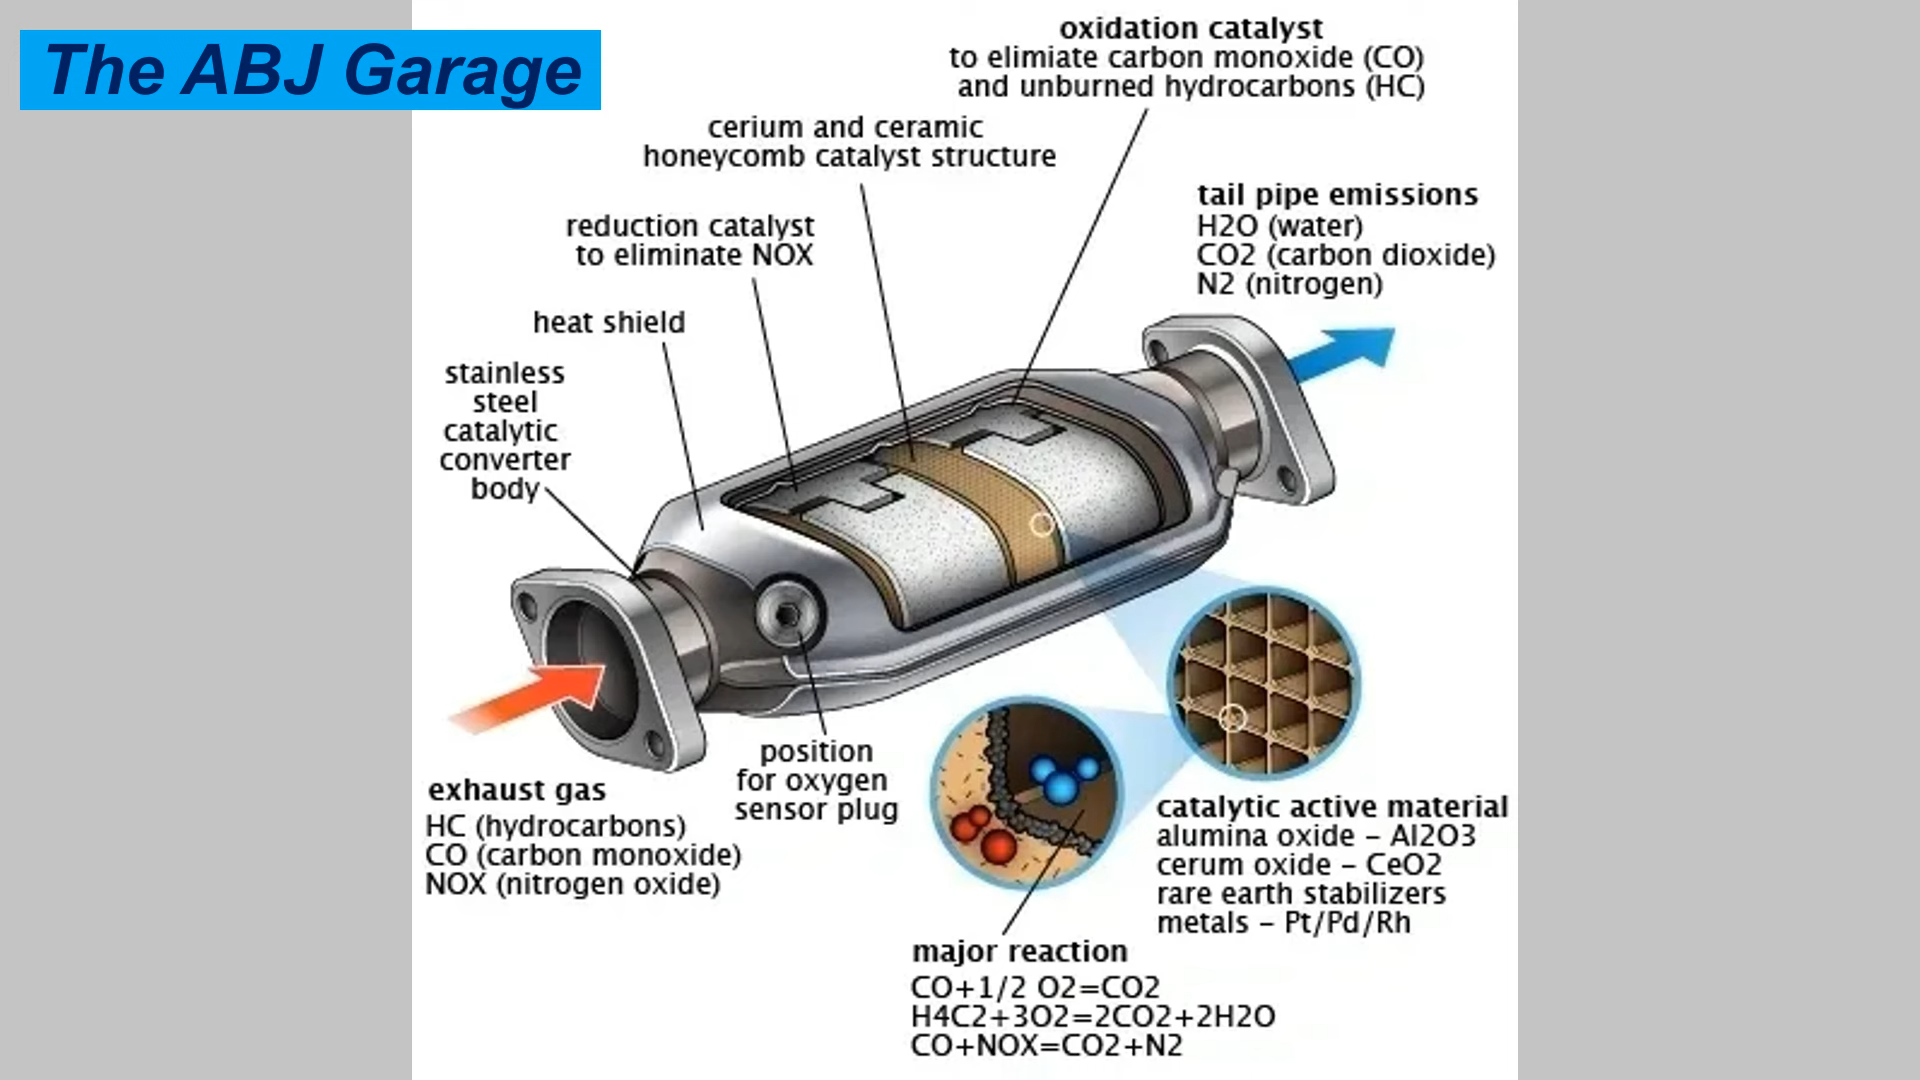 The ABJ Garage
oxidation catalyst
to elimiate carbon monoxide (CO)
and unburned hydrocarbons (HC)
cerium and ceramic
honeycomb catalyst structure
tail pipe emissions
H2O (water)
CO2 (carbon dioxide)
N2 (nitrogen)
reduction catalyst
to eliminate NOX
heat shield
stainless
steel
catalytic
converter
body
position
for oxygen
sensor plug
exhaust gas
HC (hydrocarbons)
CO (carbon monoxide)
NOX (nitrogen oxide)
catalytic active material
alumina oxide – Al2O3
cerum oxide – CeO2
rare earth stabilizers
metals – Pt/Pd/Rh
major reaction
CO+1/2 O2=CO2
H4C2+3O2=2CO2+2H2O
CO+NOX=CO2+N2